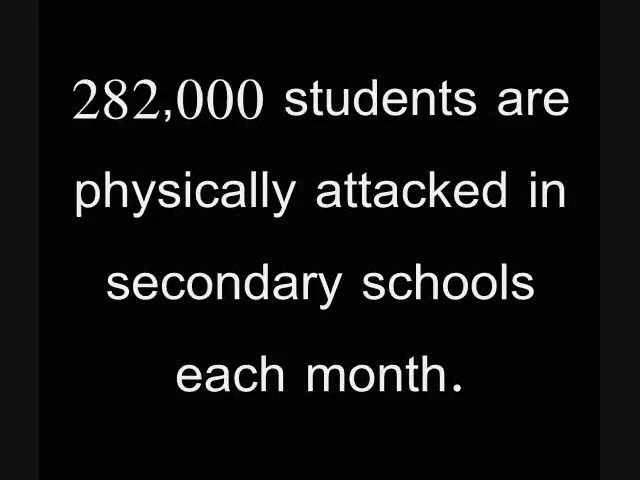 282,000 students are
physically attacked in
secondary schools
each month.